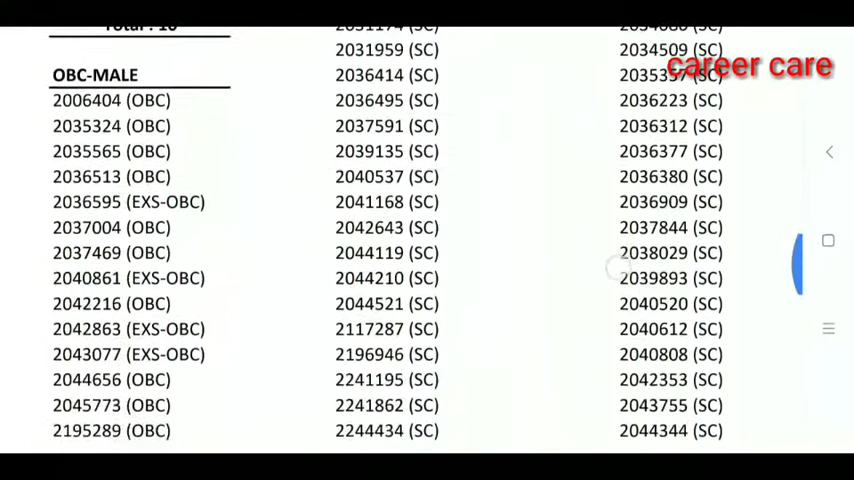 Total : 10
OBC-MALE
2006404 (OBC)
2035324 (OBC)
2035565 (OBC)
2036513 (OBC)
2036595 (EXS-OBC)
2037004 (OBC)
2037469 (OBC)
2040861 (EXS-OBC)
2042216 (OBC)
2042863 (EXS-OBC)
2043077 (EXS-OBC)
2044656 (OBC)
2045773 (OBC)
2195289 (OBC)
2031174 (SC)
2031959 (SC)
2036414 (SC)
2036495 (SC)
2037591 (SC)
2039135 (SC)
2040537 (SC)
2041168 (SC)
2042643 (SC)
2044119 (SC)
2044210 (SC)
2044521 (SC)
2117287 (SC)
2196946 (SC)
2241195 (SC)
2241862 (SC)
2244434 (SC)
2034509 (SC)
(SC)
2036223 (SC)
2036312 (SC)
2036377 (SC)
2036380 (SC)
2036909 (SC)
2037844 (SC)
2038029 (SC)
2039893 (SC)
2040520 (SC)
2040612 (SC)
2040808 (SC)
2042353 (SC)
2043755 (SC)
2044344 (SC)
career care